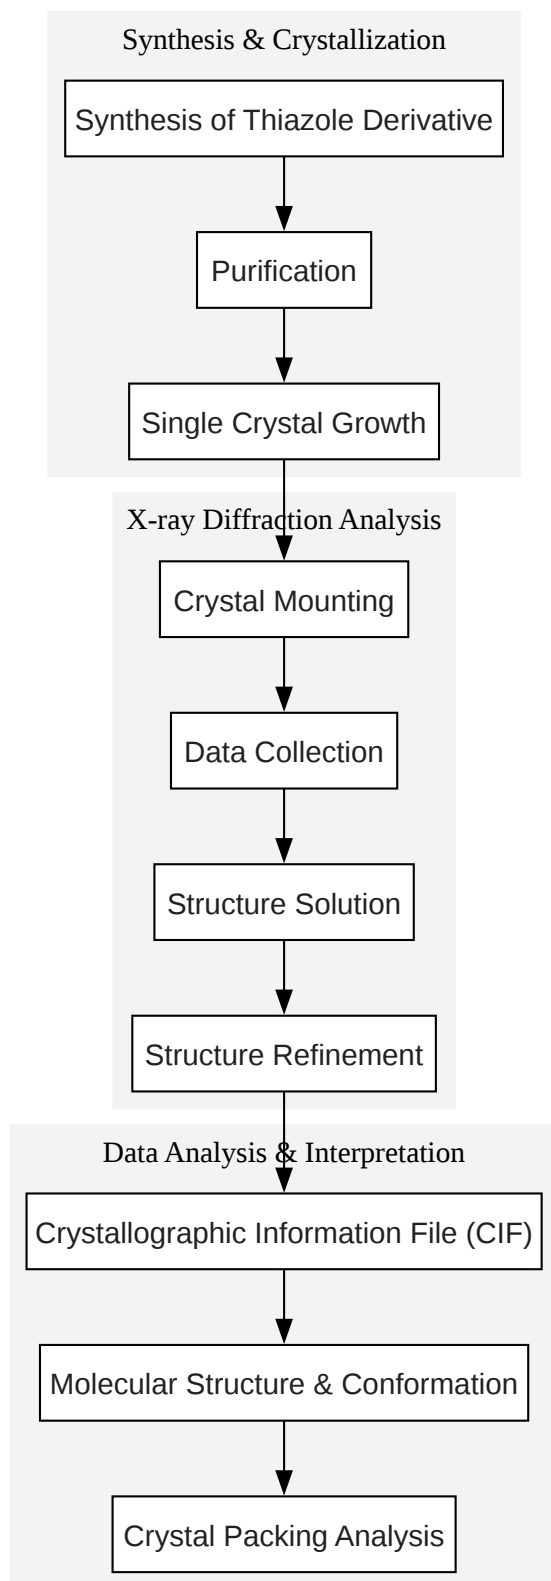 Synthesis & Crystallization
Synthesis of Thiazole Derivative
Purification
Single Crystal Growth
X-ray Diffraction Analysis
Crystal Mounting
Data Collection
Structure Solution
Structure Refinement
Data Analysis & Interpretation
Crystallographic Information File (CIF)
Molecular Structure & Conformation
Crystal Packing Analysis